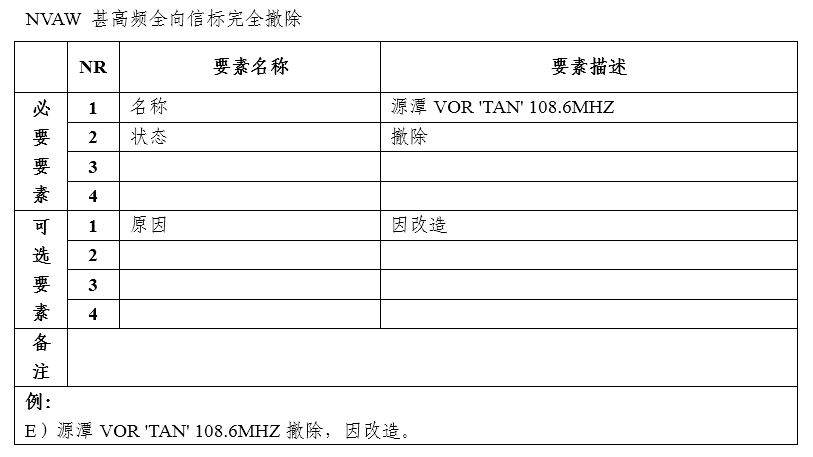 NVAW 甚高频全向信标完全撤除
NR 要素名称 要素描述
必要要素
1 名称 源潭 VOR 'TAN' 108.6MHZ
2 状态 撤除
3
4
可选要素
1 原因 因改造
2
3
4
备注
例：
E）源潭 VOR 'TAN' 108.6MHZ 撤除，因改造。